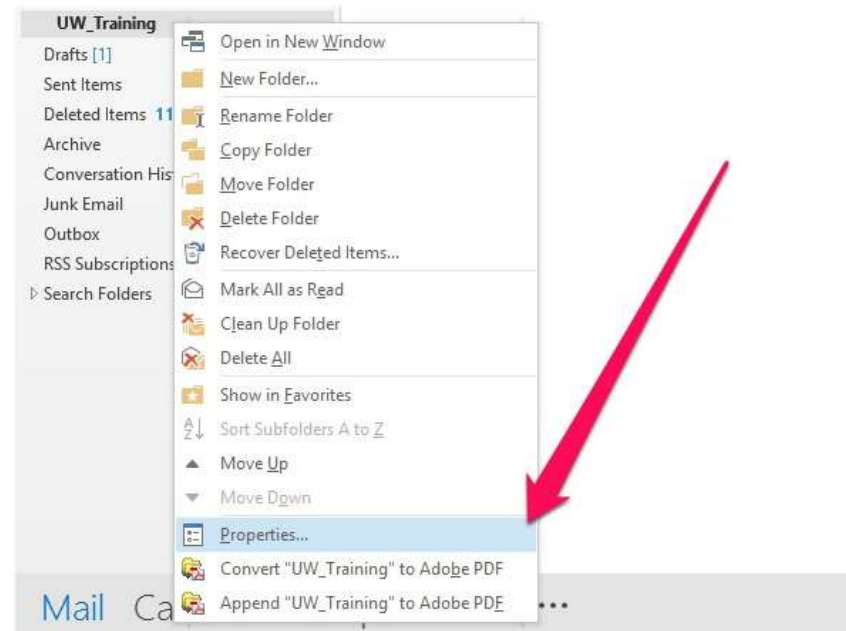 UW_Training
Drafts [1]
Sent Items
Deleted Items 11
Archive
Conversation His
Junk Email
Outbox
RSS Subscriptions
Search Folders
Open in New Window
New Folder...
Rename Folder
Copy Folder
Move Folder
Delete Folder
Recover Deleted Items...
Mark All as Read
Clean Up Folder
Delete All
Show in Favorites
Sort Subfolders A to Z
Move Up
Move Down
Properties...
Convert "UW_Training" to Adobe PDF
Append "UW_Training" to Adobe PDF
Mail Ca ...